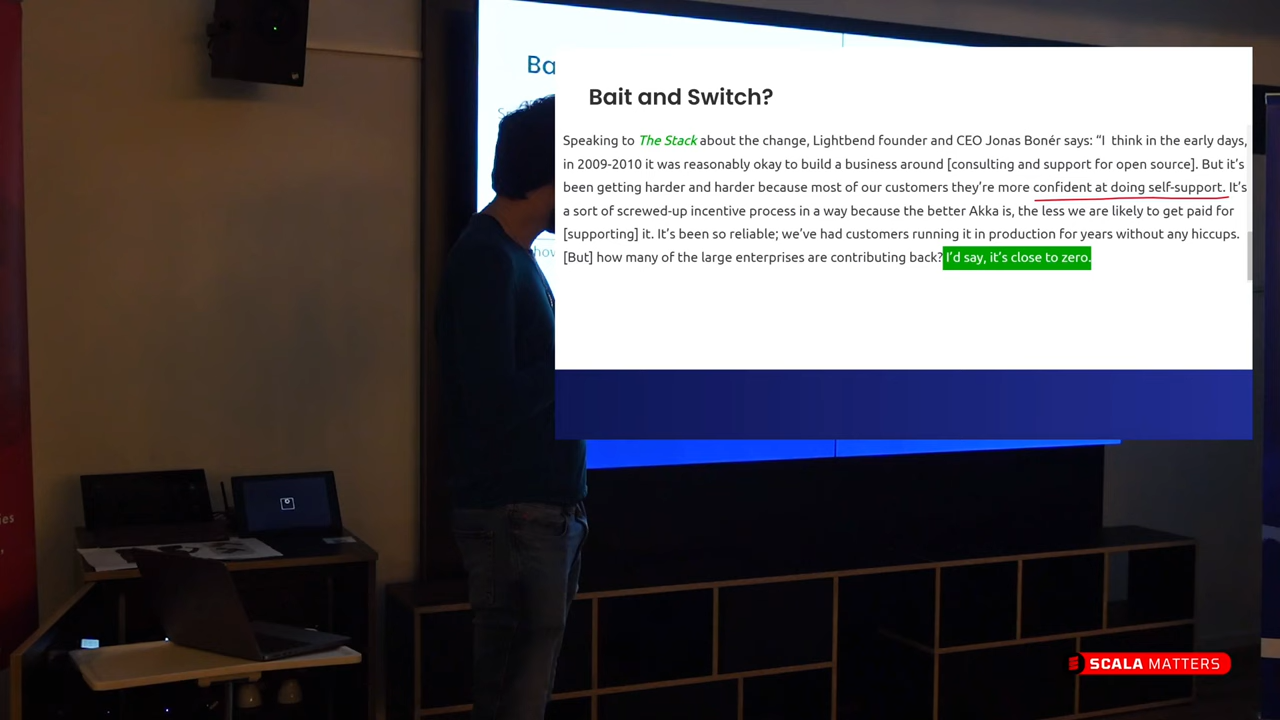 Ba
Bait and Switch?
Speaking to The Stack about the change, Lightbend founder and CEO Jonas Bonér says: “I think in the early days,
in 2009-2010 it was reasonably okay to build a business around [consulting and support for open source]. But it’s
been getting harder and harder because most of our customers they’re more confident at doing self-support. It’s
a sort of screwed-up incentive process in a way because the better Akka is, the less we are likely to get paid for
[supporting] it. It’s been so reliable; we’ve had customers running it in production for years without any hiccups.
[But] how many of the large enterprises are contributing back? I’d say, it’s close to zero.
SCALA MATTERS